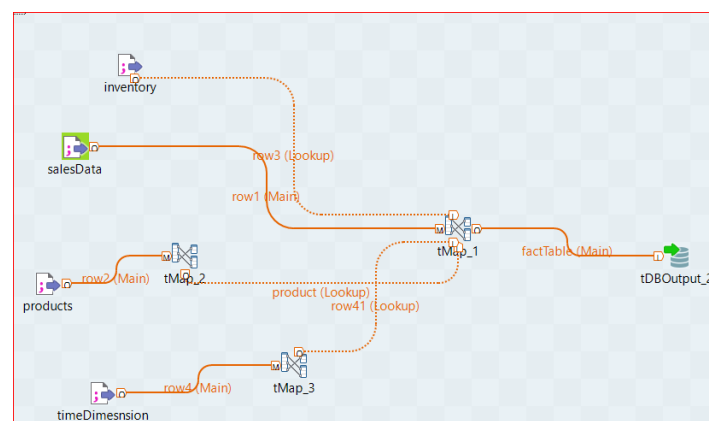 inventory
row3 (Lookup)
salesData
row1 (Main)
tMap_1
factTable (Main)
tDBOutput_2
row2 (Main)
tMap_2
product (Lookup)
products
row41 (Lookup)
row4 (Main)
tMap_3
timeDimesnsion